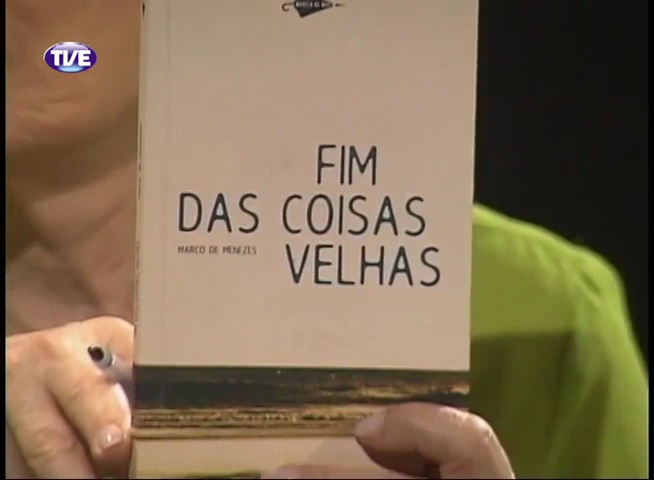 TVE
FIM
DAS COISAS
MARCO DE MENEZES
VELHAS